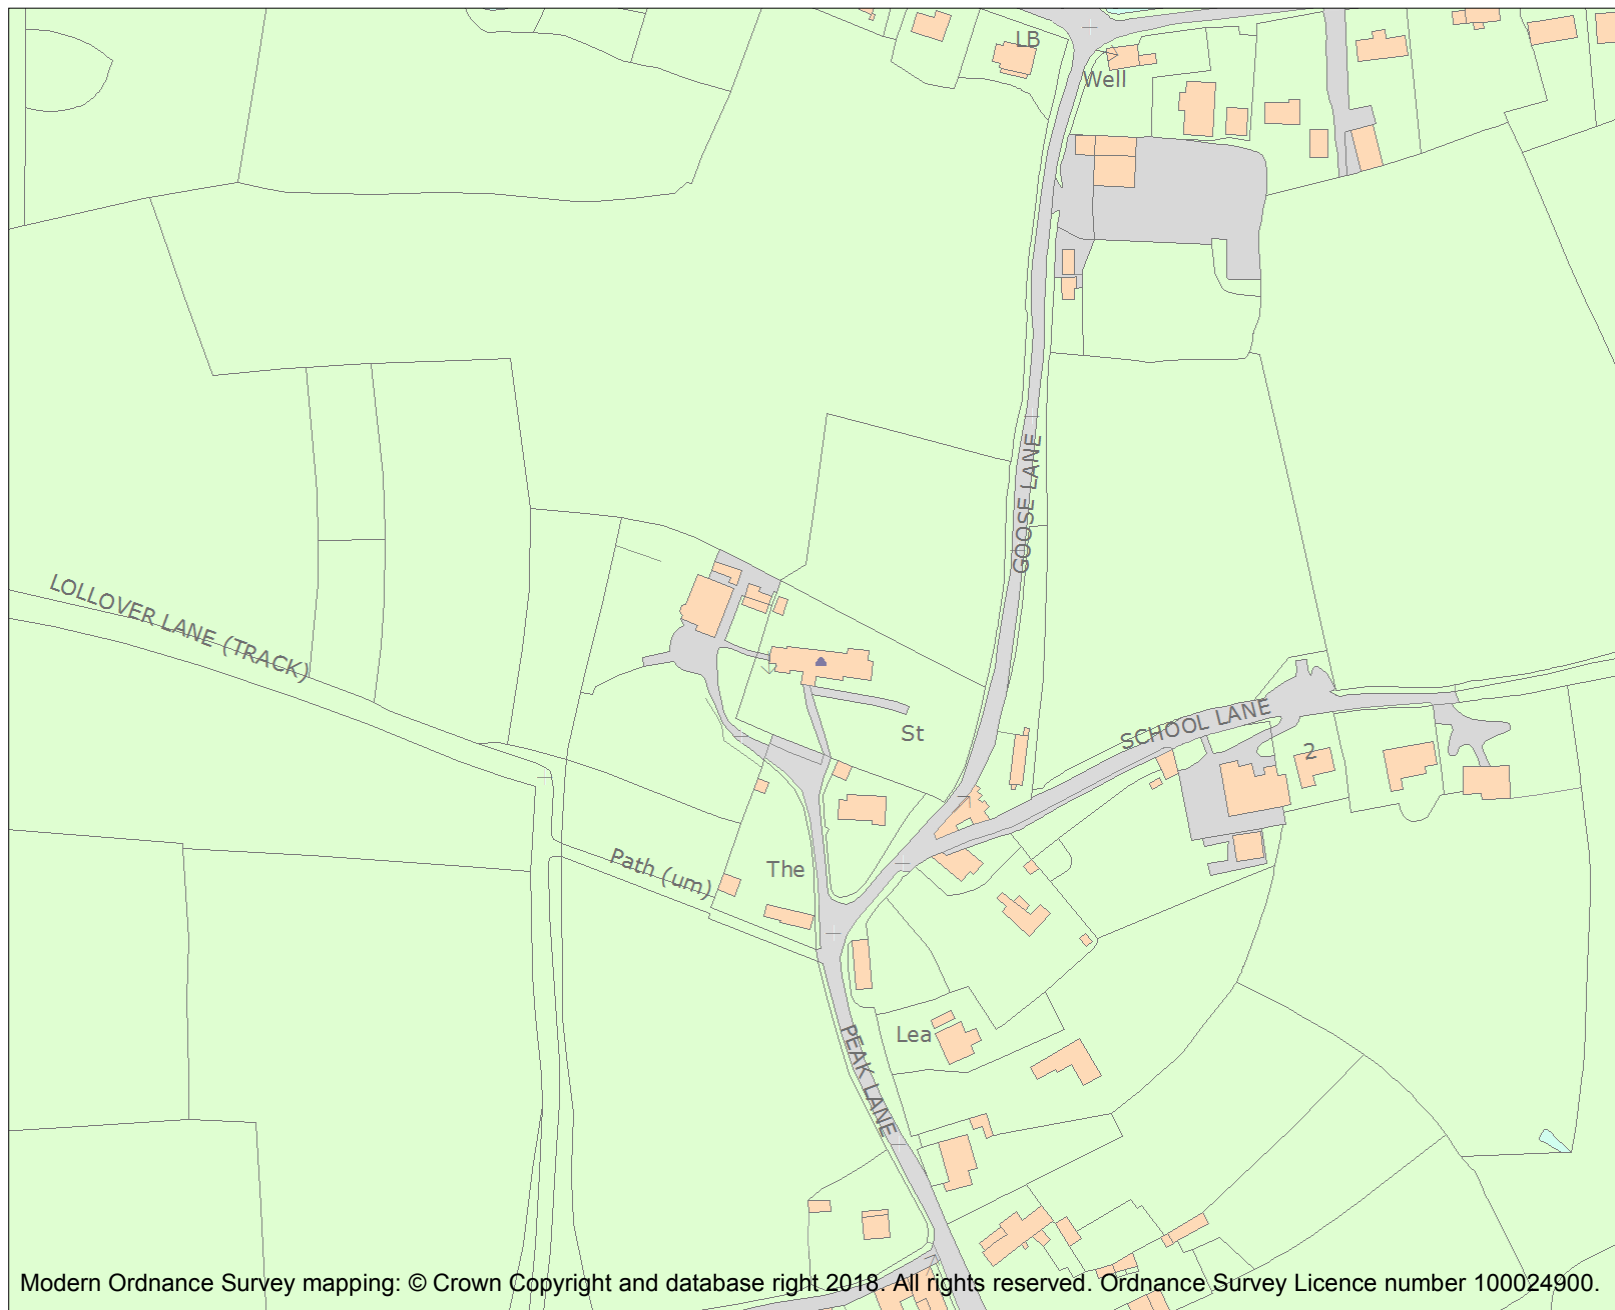 LB
Well
GOOSE LANE
LOLLOVER LANE (TRACK)
SCHOOL LANE
St
2
Path (um)
The
Lea
PEAK LANE
Modern Ordnance Survey mapping: © Crown Copyright and database right 2018. All rights reserved. Ordnance Survey Licence number 100024900.